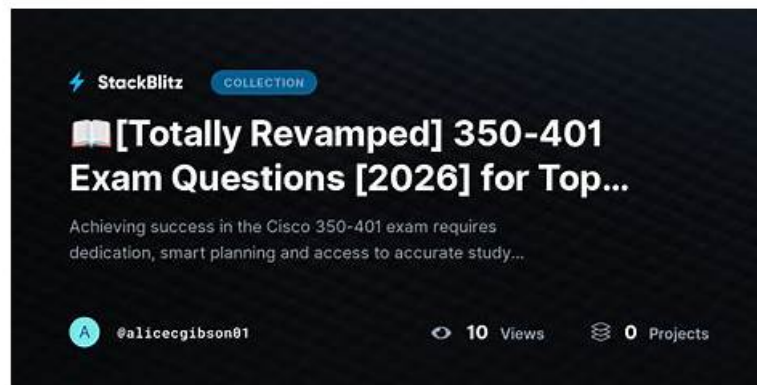 StackBlitz COLLECTION
📖[Totally Revamped] 350-401
Exam Questions [2026] for Top...
Achieving success in the Cisco 350-401 exam requires
dedication, smart planning and access to accurate study...
A @alicecgibson01 10 Views 0 Projects